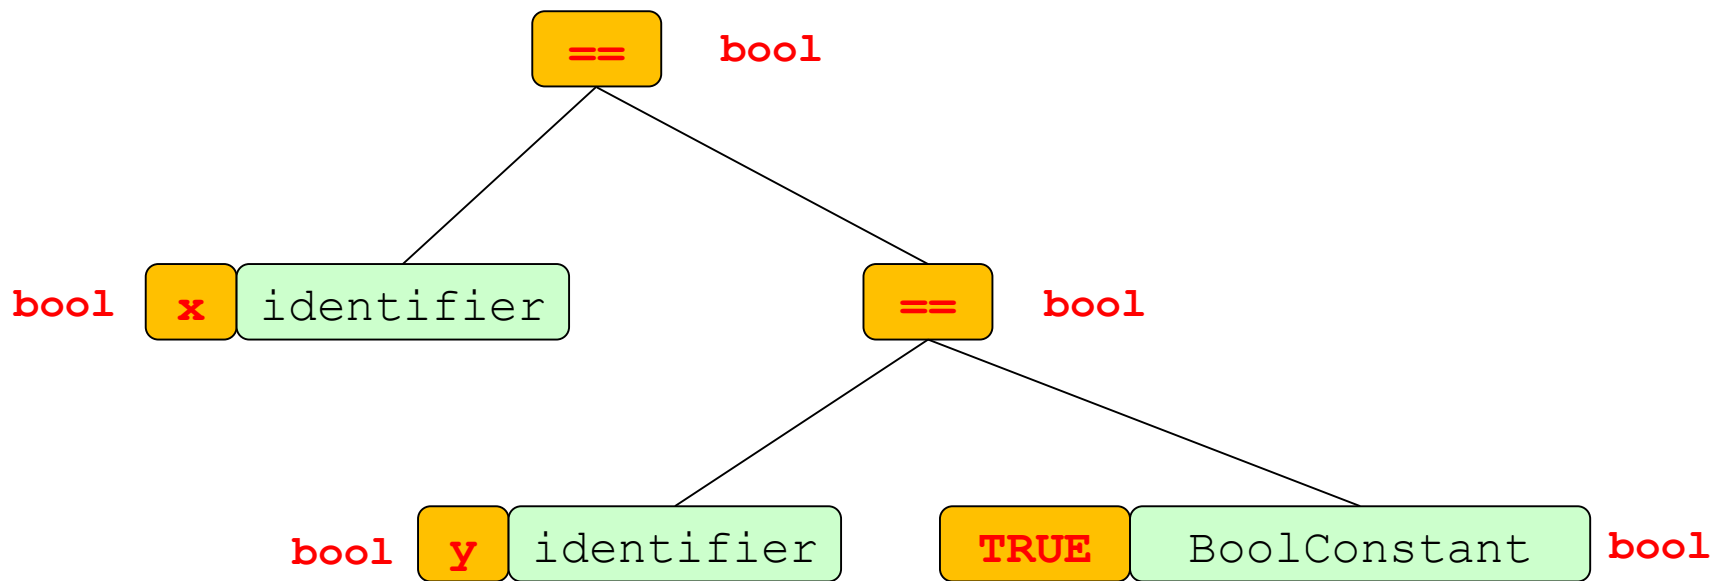 == bool
bool x identifier
== bool
bool y identifier
TRUE BoolConstant bool